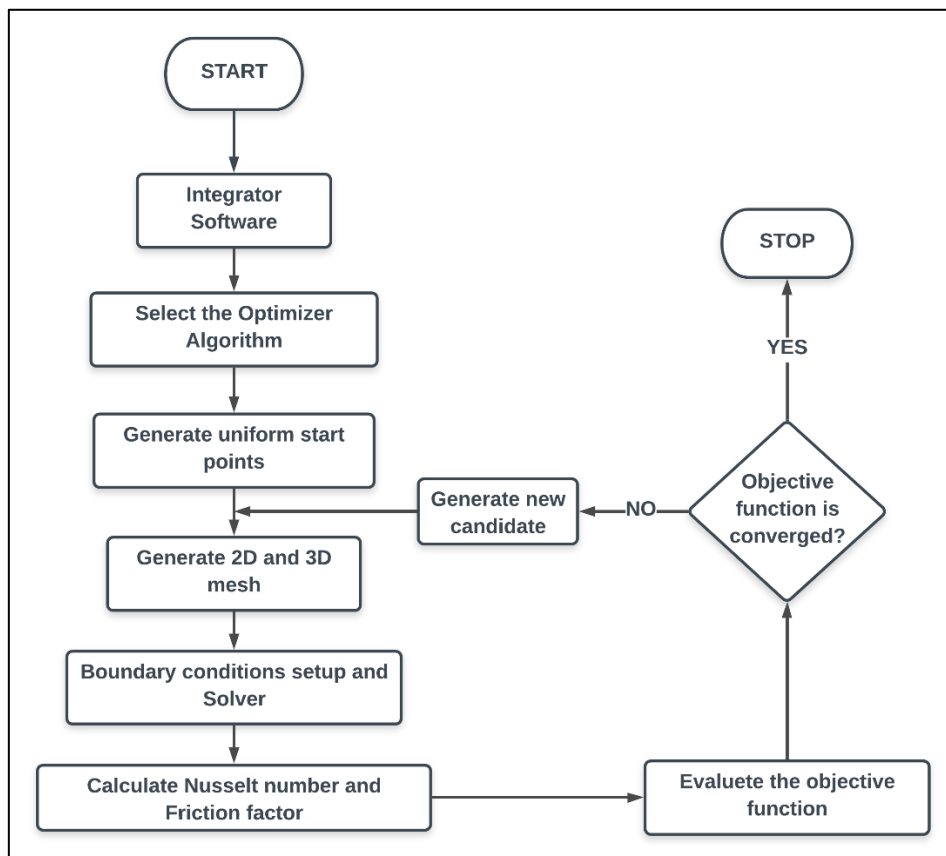 START
Integrator
Software
Select the Optimizer
Algorithm
Generate uniform start
points
Generate 2D and 3D
mesh
Boundary conditions setup and
Solver
Calculate Nusselt number and
Friction factor
Evaluete the objective
function
Objective
function is
converged?
NO
Generate new
candidate
YES
STOP